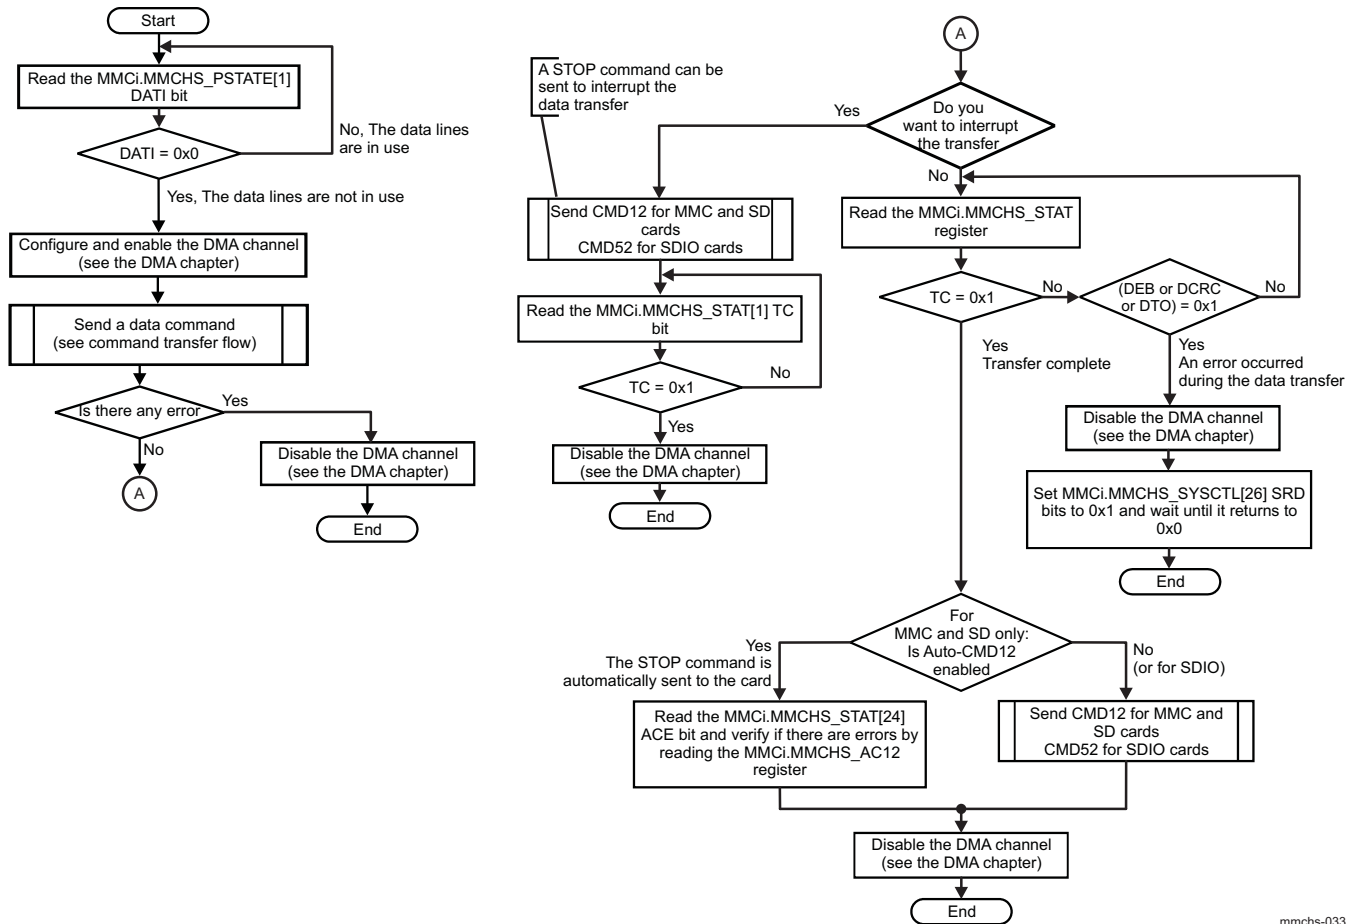 Start
Read the MMCi.MMCHS_PSTATE[1]
DATI bit
DATI = 0x0
No, The data lines
are in use
Yes, The data lines are not in use
Configure and enable the DMA channel
(see the DMA chapter)
Send a data command
(see command transfer flow)
Is there any error
Yes
No
A
Disable the DMA channel
(see the DMA chapter)
End
A
A STOP command can be
sent to interrupt the
data transfer
Do you
want to interrupt
the transfer
Yes
No
Send CMD12 for MMC and SD
cards
CMD52 for SDIO cards
Read the MMCi.MMCHS_STAT[1] TC
bit
TC = 0x1
No
Yes
Disable the DMA channel
(see the DMA chapter)
End
Read the MMCi.MMCHS_STAT
register
TC = 0x1
No
(DEB or DCRC
or DTO) = 0x1
No
Yes
Transfer complete
Yes
An error occurred
during the data transfer
Disable the DMA channel
(see the DMA chapter)
Set MMCi.MMCHS_SYSCTL[26] SRD
bits to 0x1 and wait until it returns to
0x0
End
For
MMC and SD only:
Is Auto-CMD12
enabled
Yes
The STOP command is
automatically sent to the card
No
(or for SDIO)
Read the MMCi.MMCHS_STAT[24]
ACE bit and verify if there are errors by
reading the MMCi.MMCHS_AC12
register
Send CMD12 for MMC and
SD cards
CMD52 for SDIO cards
Disable the DMA channel
(see the DMA chapter)
End
mmchs-033